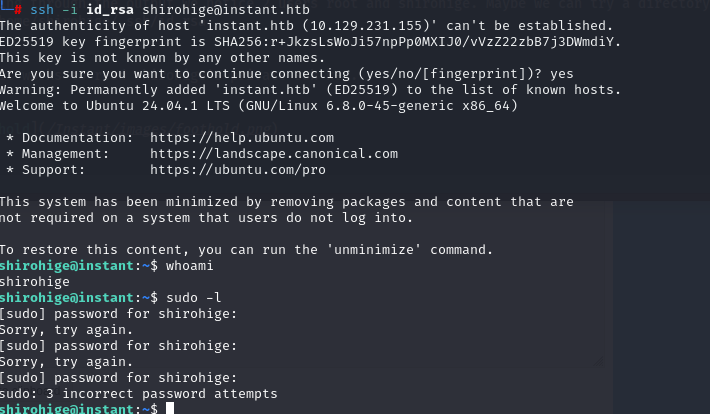 # ssh -i id_rsa shirohige@instant.htb
The authenticity of host 'instant.htb (10.129.231.155)' can't be established.
ED25519 key fingerprint is SHA256:r+JkzsLsWoJi57npPp0MXIJ0/vVzZ22zbB7j3DWmdiY.
This key is not known by any other names.
Are you sure you want to continue connecting (yes/no/[fingerprint])? yes
Warning: Permanently added 'instant.htb' (ED25519) to the list of known hosts.
Welcome to Ubuntu 24.04.1 LTS (GNU/Linux 6.8.0-45-generic x86_64)

 * Documentation:  https://help.ubuntu.com
 * Management:     https://landscape.canonical.com
 * Support:        https://ubuntu.com/pro

This system has been minimized by removing packages and content that are
not required on a system that users do not log into.

To restore this content, you can run the 'unminimize' command.
shirohige@instant:~$ whoami
shirohige
shirohige@instant:~$ sudo -l
[sudo] password for shirohige:
Sorry, try again.
[sudo] password for shirohige:
Sorry, try again.
[sudo] password for shirohige:
sudo: 3 incorrect password attempts
shirohige@instant:~$